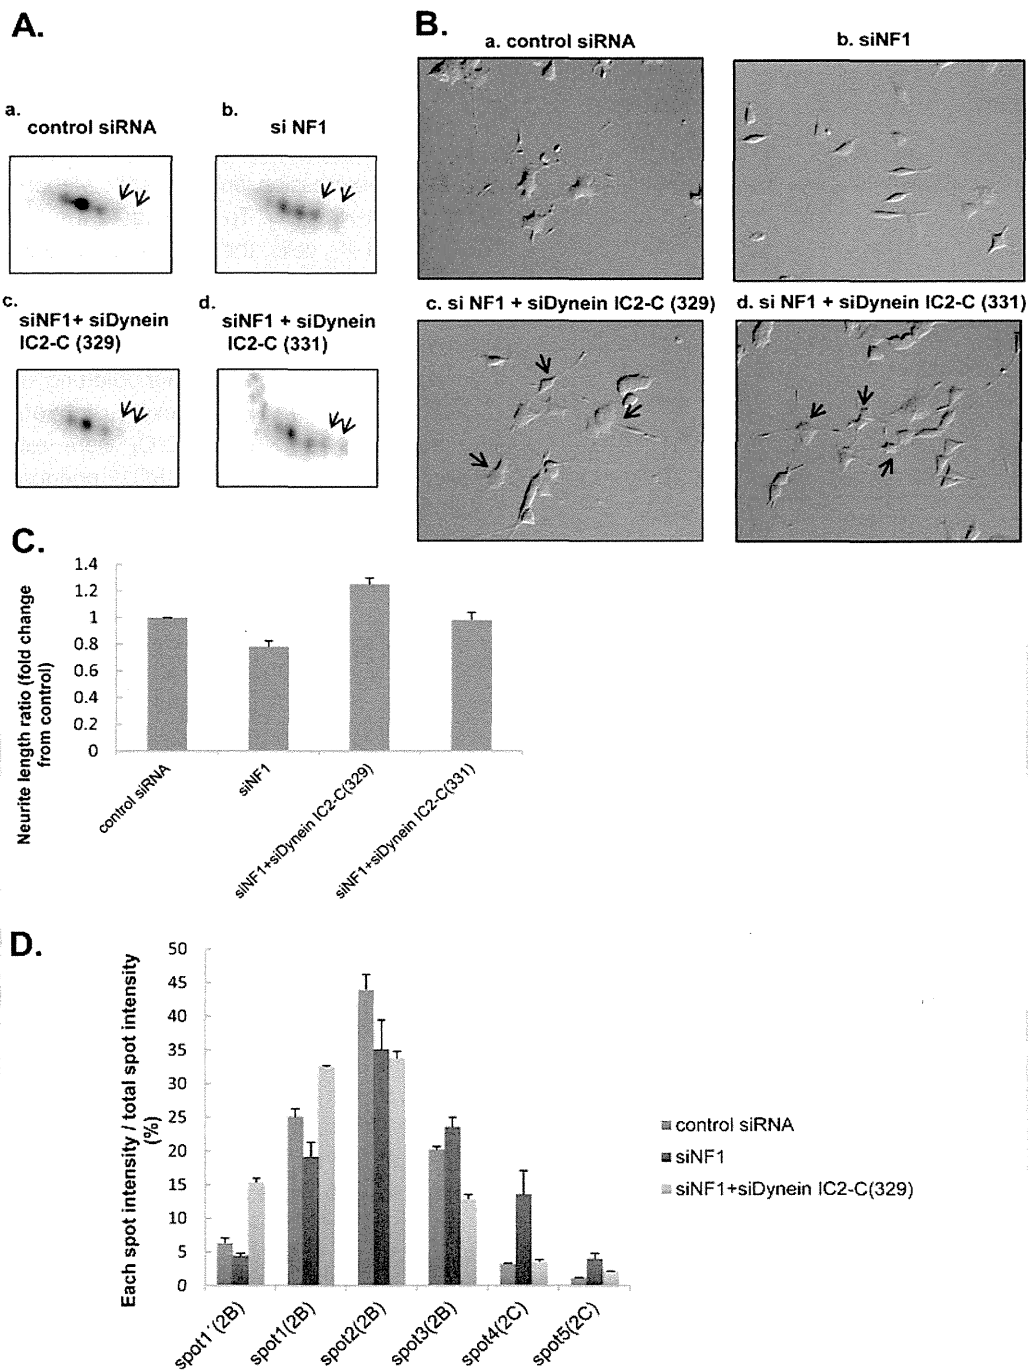 A.
a.
control siRNA
b.
si NF1
c.
siNF1+ siDynein
IC2-C (329)
d.
siNF1 + siDynein
IC2-C (331)
B.
a. control siRNA
b. siNF1
c. si NF1 + siDynein IC2-C (329)
d. si NF1 + siDynein IC2-C (331)
C.
Neurite length ratio (fold change
from control)
1.4
1.2
1
0.8
0.6
0.4
0.2
0
control siRNA
siNF1
siNF1+siDynein IC2-C(329)
siNF1+siDynein IC2-C(331)
D.
Each spot intensity / total spot intensity
(%)
50
45
40
35
30
25
20
15
10
5
0
spot1'(2B)
spot1(2B)
spot2(2B)
spot3(2B)
spot4(2C)
spot5(2C)
control siRNA
siNF1
siNF1+siDynein IC2-C(329)